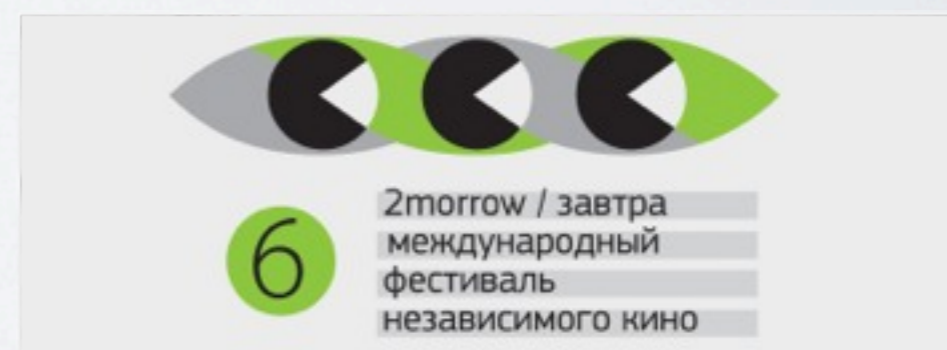 6
2morrow / завтра
международный
фестиваль
независимого кино